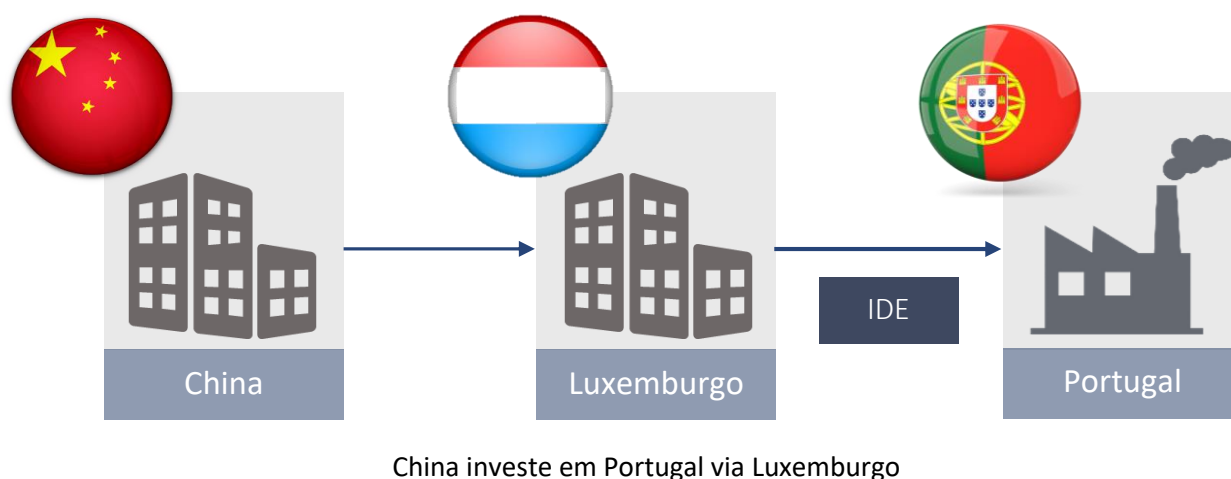 IDE
China
Luxemburgo
Portugal
China investe em Portugal via Luxemburgo